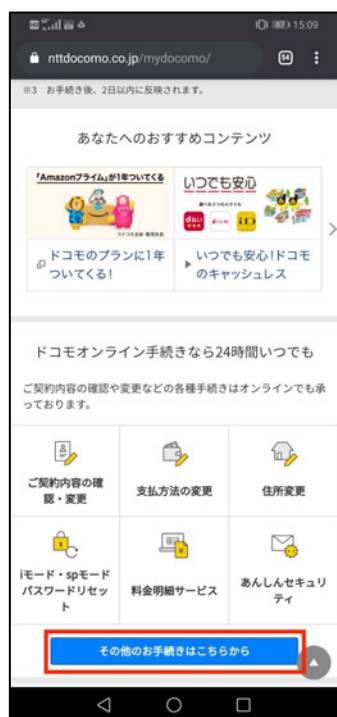 15:09
nttdocomo.co.jp/mydocomo/
54
※3 お手続き後、2日以内に反映されます。
あなたへのおすすめコンテンツ
「Amazonプライム」が1年ついてくる
いつでも安心
d払い
iD
ドコモのプランに1年
ついてくる！
いつでも安心！ドコモ
のキャッシュレス
ドコモオンライン手続きなら24時間いつでも
ご契約内容の確認や変更などの各種手続きはオンラインでも承
っております。
ご契約内容の確
認・変更
支払方法の変更
住所変更
iモード・spモード
パスワードリセッ
ト
料金明細サービス
あんしんセキュリ
ティ
その他のお手続きはこちらから